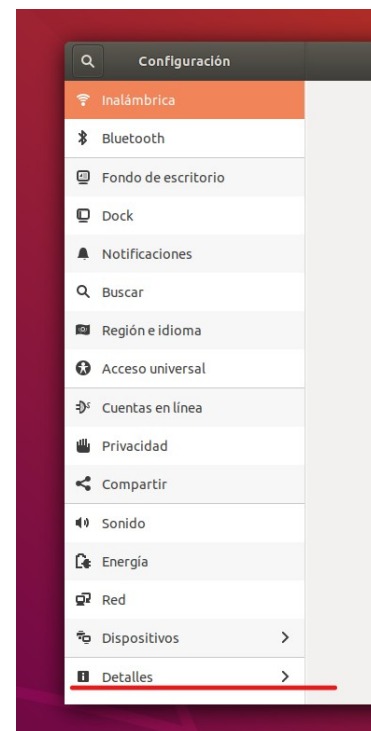 Configuración
Inalámbrica
Bluetooth
Fondo de escritorio
Dock
Notificaciones
Buscar
Región e idioma
Acceso universal
Cuentas en línea
Privacidad
Compartir
Sonido
Energía
Red
Dispositivos
Detalles